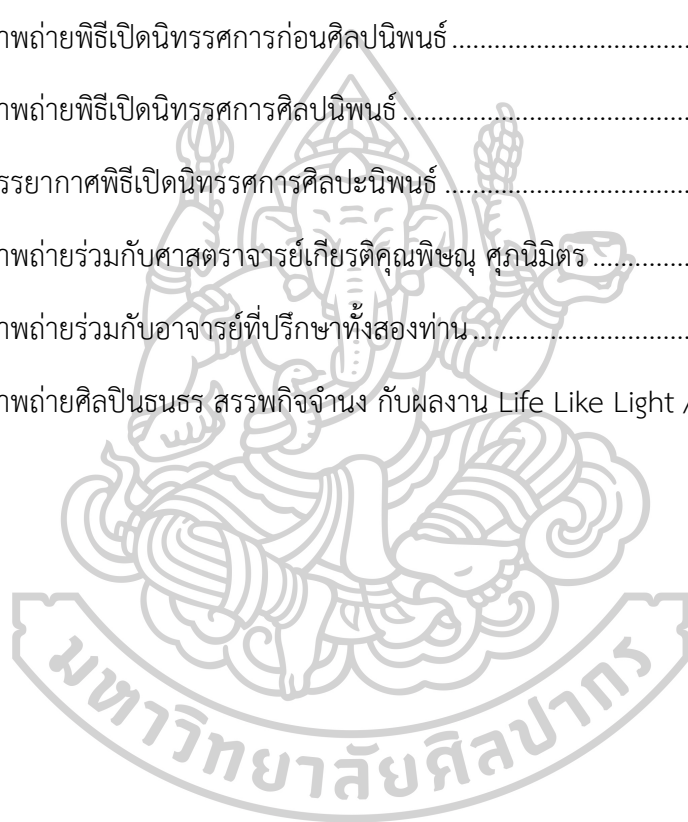 าพถ่ายพิธีเปิดนิทรรศการก่อนศิลปนิพนธ์
าพถ่ายพิธีเปิดนิทรรศการศิลปนิพนธ์
รรยากาศพิธีเปิดนิทรรศการศิลปะนิพนธ์
าพถ่ายร่วมกับศาสตราจารย์เกียรติคุณพิษณุ ศุภนิมิตร
าพถ่ายร่วมกับอาจารย์ที่ปรึกษาทั้งสองท่าน
าพถ่ายศิลปินธนธร สรรพกิจจำนง กับผลงาน Life Like Light /
มหาวิทยาลัยศิลปากร